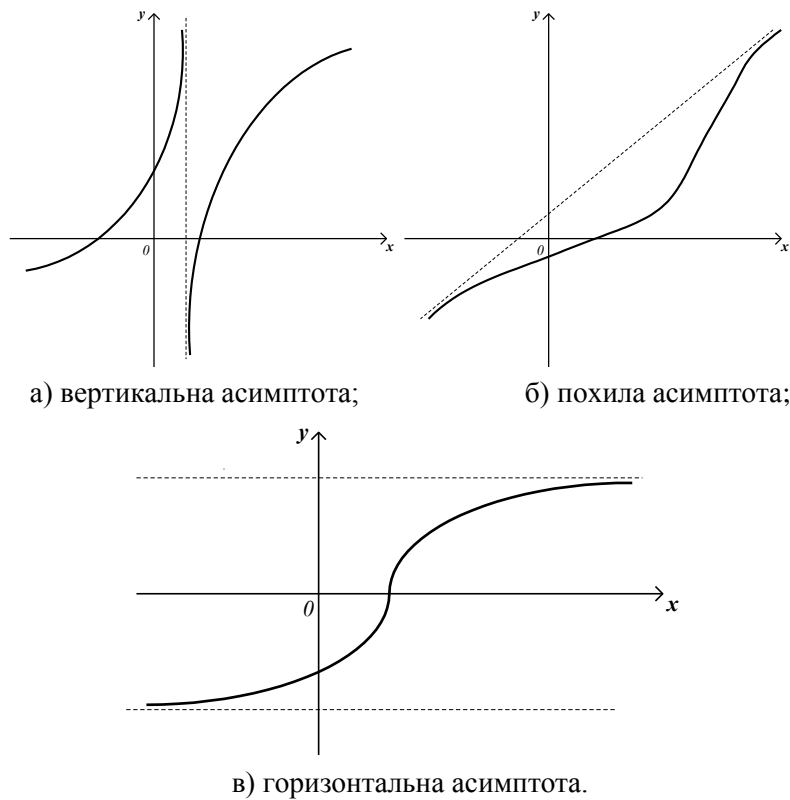 y
y
0
x
0
x
а) вертикальна асимптота;
б) похила асимптота;
y
0
x
в) горизонтальна асимптота.